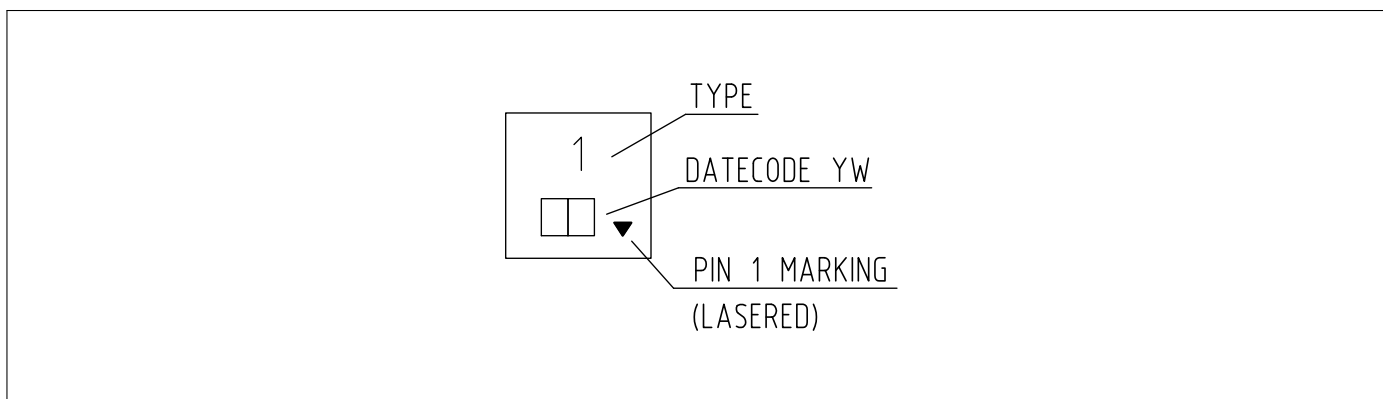 TYPE
1
DATECODE YW
PIN 1 MARKING
(LASERED)